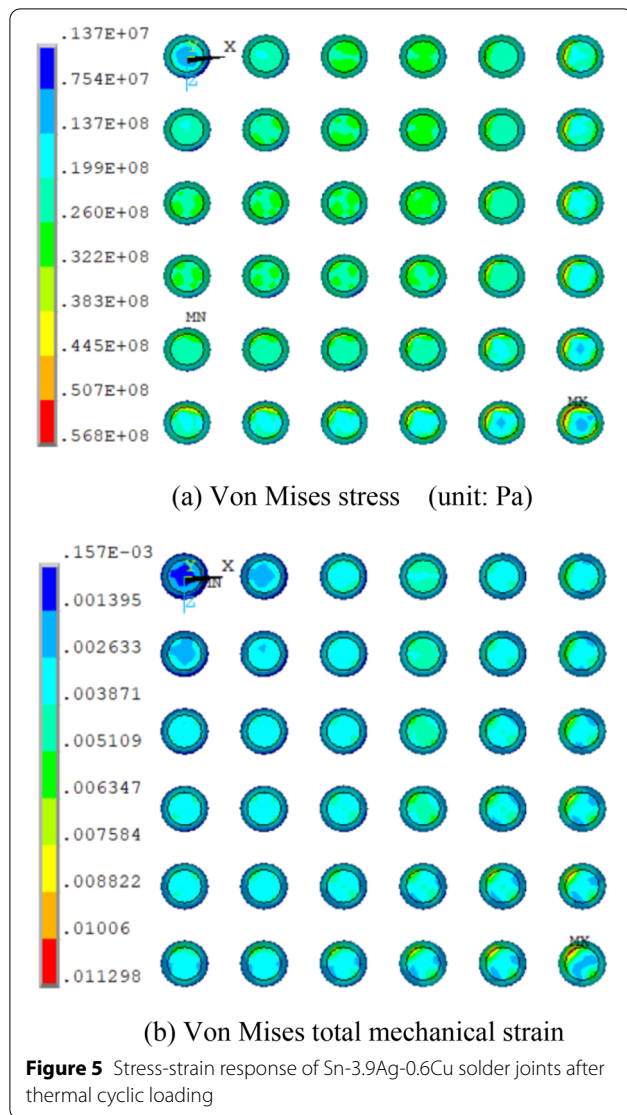 .137E+07
.754E+07
.137E+08
.199E+08
.260E+08
.322E+08
.383E+08
.445E+08
.507E+08
.568E+08
Y
X
Z
MN
MX
(a) Von Mises stress (unit: Pa)
.157E-03
.001395
.002633
.003871
.005109
.006347
.007584
.008822
.01006
.011298
Y
X
Z
MX
(b) Von Mises total mechanical strain
Figure 5 Stress-strain response of Sn-3.9Ag-0.6Cu solder joints after
thermal cyclic loading